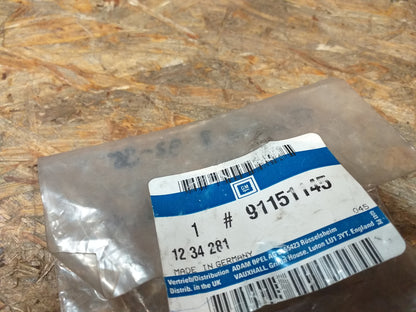 GM
1 # 91151145
12 34 281
045
MADE IN GERMANY
Vertrieb/Distribution ADAM OPEL AG, 65423 Rüsselsheim
Distrib. in the UK VAUXHALL, Griffin House, Luton LU1 3YT, England